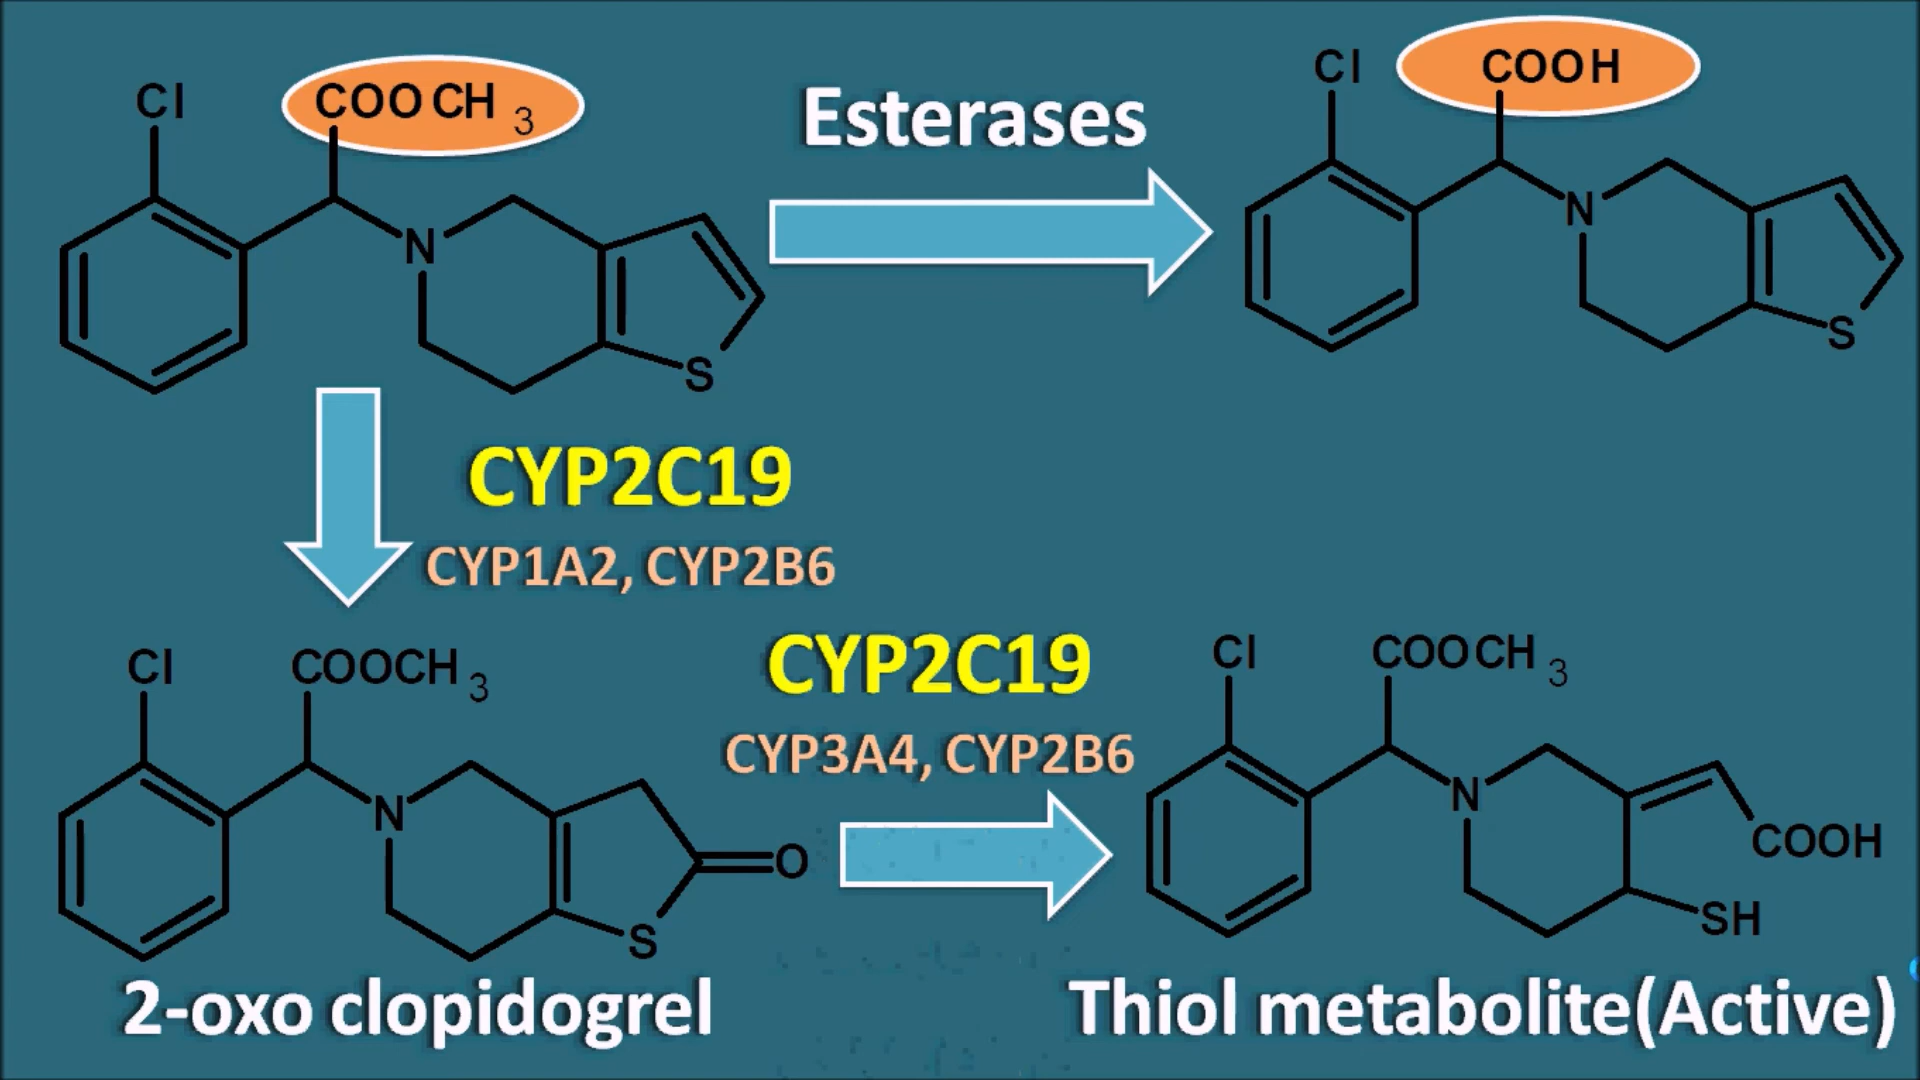 Cl
COOCH3
N
S
Esterases
Cl
COOH
N
S
CYP2C19
CYP1A2, CYP2B6
Cl
COOCH3
N
O
S
2-oxo clopidogrel
CYP2C19
CYP3A4, CYP2B6
Cl
COOCH3
N
COOH
SH
Thiol metabolite(Active)